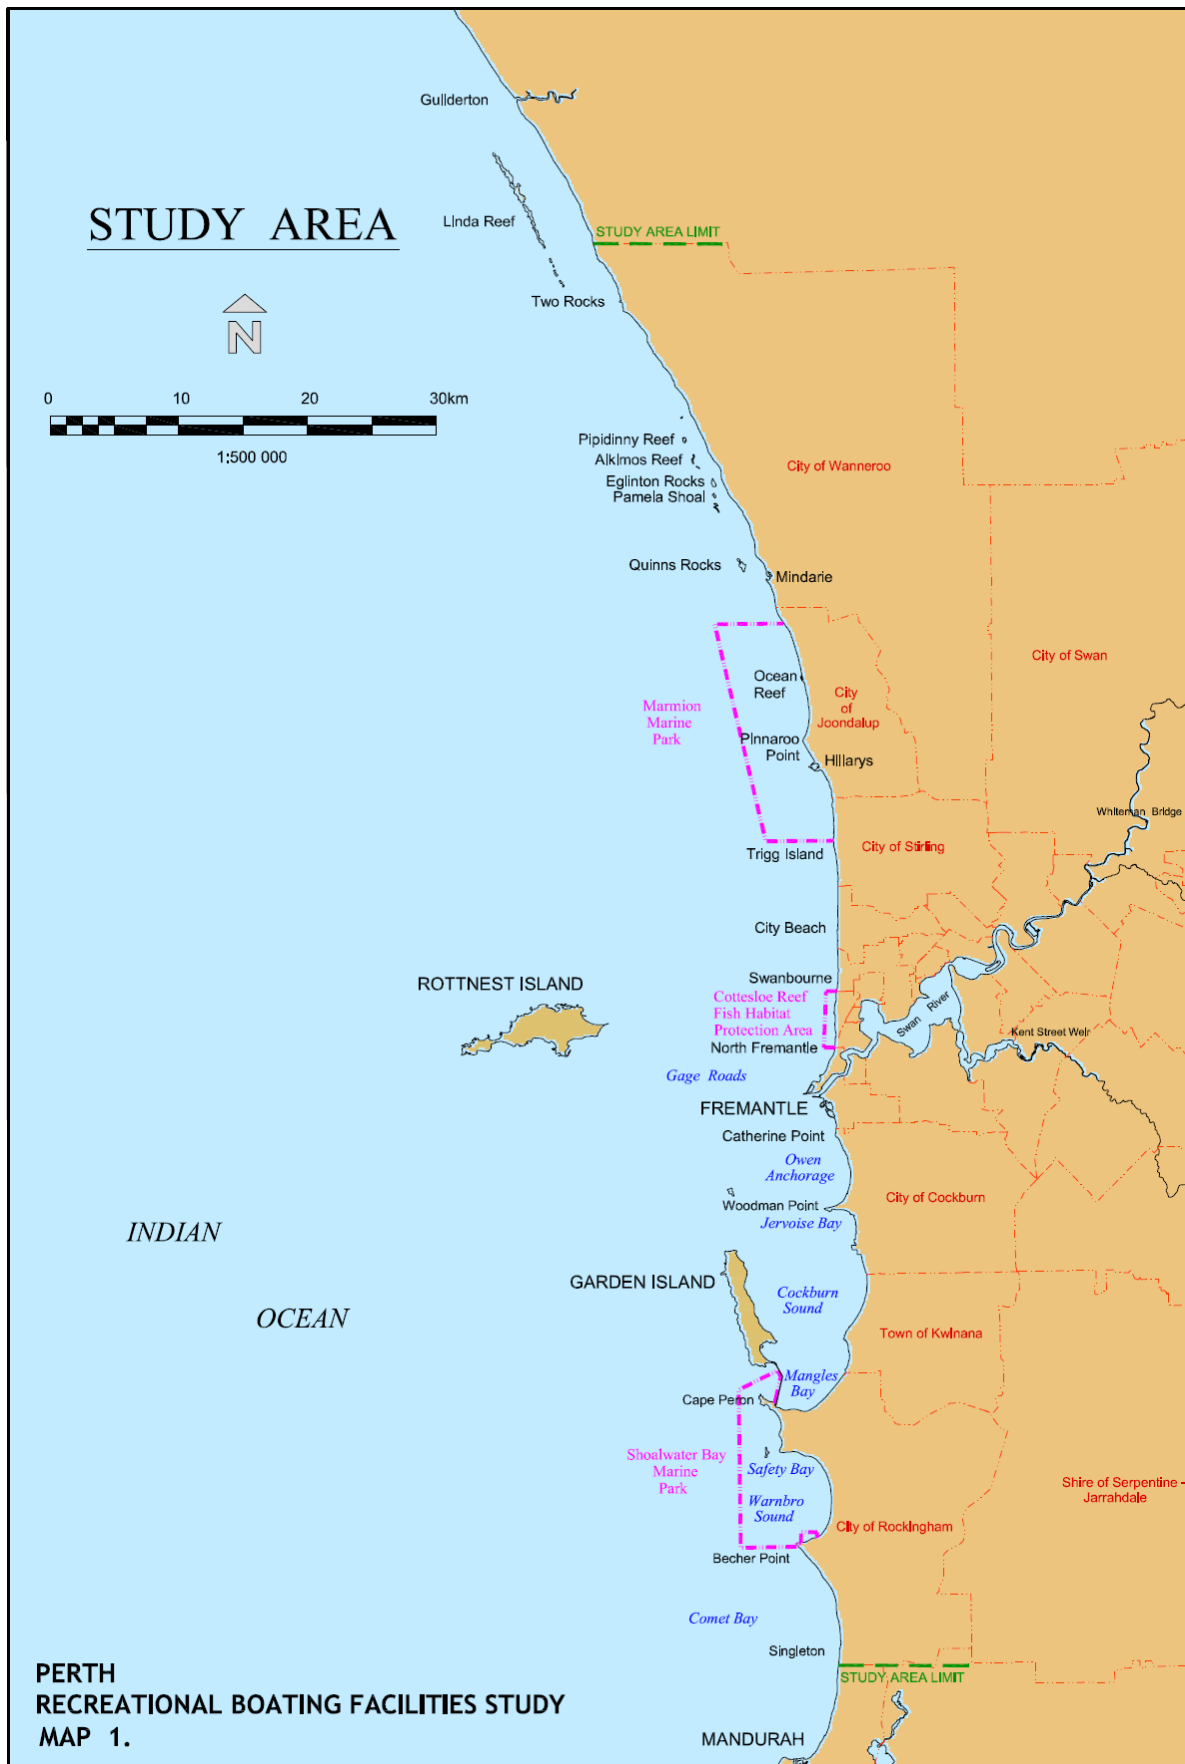 Guilderton
STUDY AREA
Linda Reef
STUDY AREA LIMIT
Two Rocks
N
0 10 20 30km
1:500 000
Pipidinny Reef
Alkimos Reef
Eglinton Rocks
Pamela Shoal
City of Wanneroo
Quinns Rocks
Mindarie
City of Swan
Ocean
Reef
Marmion
Marine
Park
City
of
Joondalup
Pinnaroo
Point
Hillarys
Whiteman Bridge
Trigg Island
City of Stirling
City Beach
Swanbourne
ROTTNEST ISLAND
Cottesloe Reef
Fish Habitat
Protection Area
Swan River
Kent Street Weir
North Fremantle
Gage Roads
FREMANTLE
Catherine Point
Owen
Anchorage
Woodman Point
City of Cockburn
Jervoise Bay
INDIAN
OCEAN
GARDEN ISLAND
Cockburn
Sound
Town of Kwinana
Mangles
Bay
Cape Peron
Shoalwater Bay
Marine
Park
Safety Bay
Warnbro
Sound
Shire of Serpentine -
Jarrahdale
City of Rockingham
Becher Point
Comet Bay
Singleton
STUDY AREA LIMIT
PERTH
RECREATIONAL BOATING FACILITIES STUDY
MAP 1.
MANDURAH